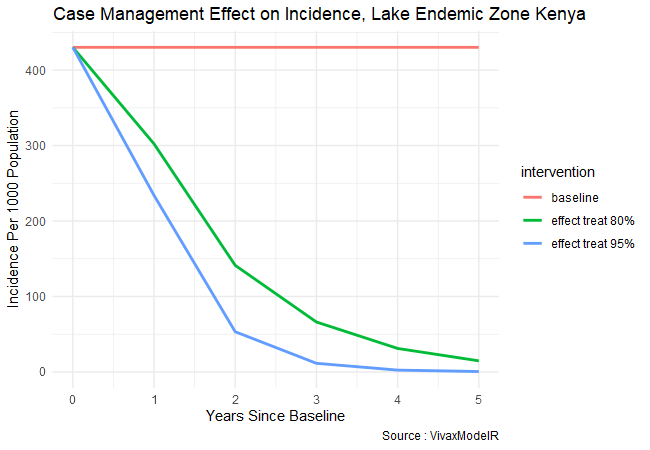 Case Management Effect on Incidence, Lake Endemic Zone Kenya
Incidence Per 1000 Population
400
300
200
100
0
0 1 2 3 4 5
Years Since Baseline
intervention
baseline
effect treat 80%
effect treat 95%
Source : VivaxModelR